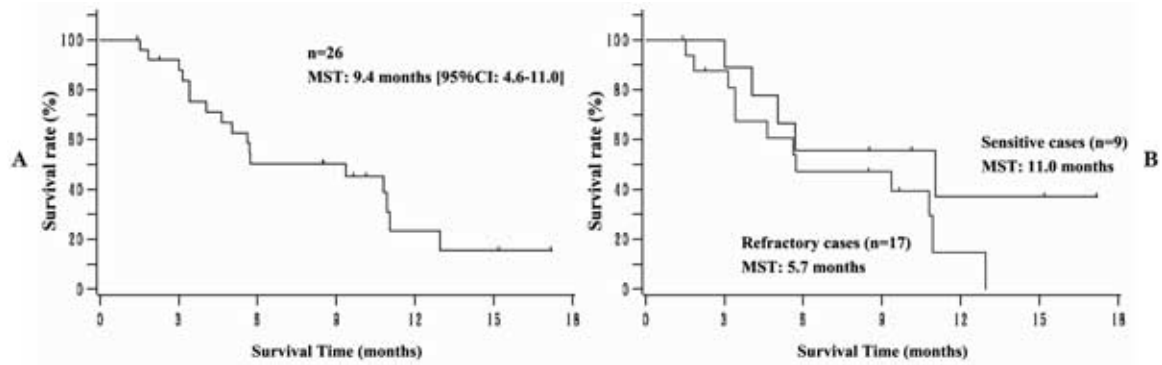 A
Survival rate (%)
100
80
60
40
20
0
n=26
MST: 9.4 months [95%CI: 4.6-11.0]
0 3 6 9 12 15 18
Survival Time (months)
B
Survival rate (%)
100
80
60
40
20
0
Sensitive cases (n=9)
MST: 11.0 months
Refractory cases (n=17)
MST: 5.7 months
0 3 6 9 12 15 18
Survival Time (months)